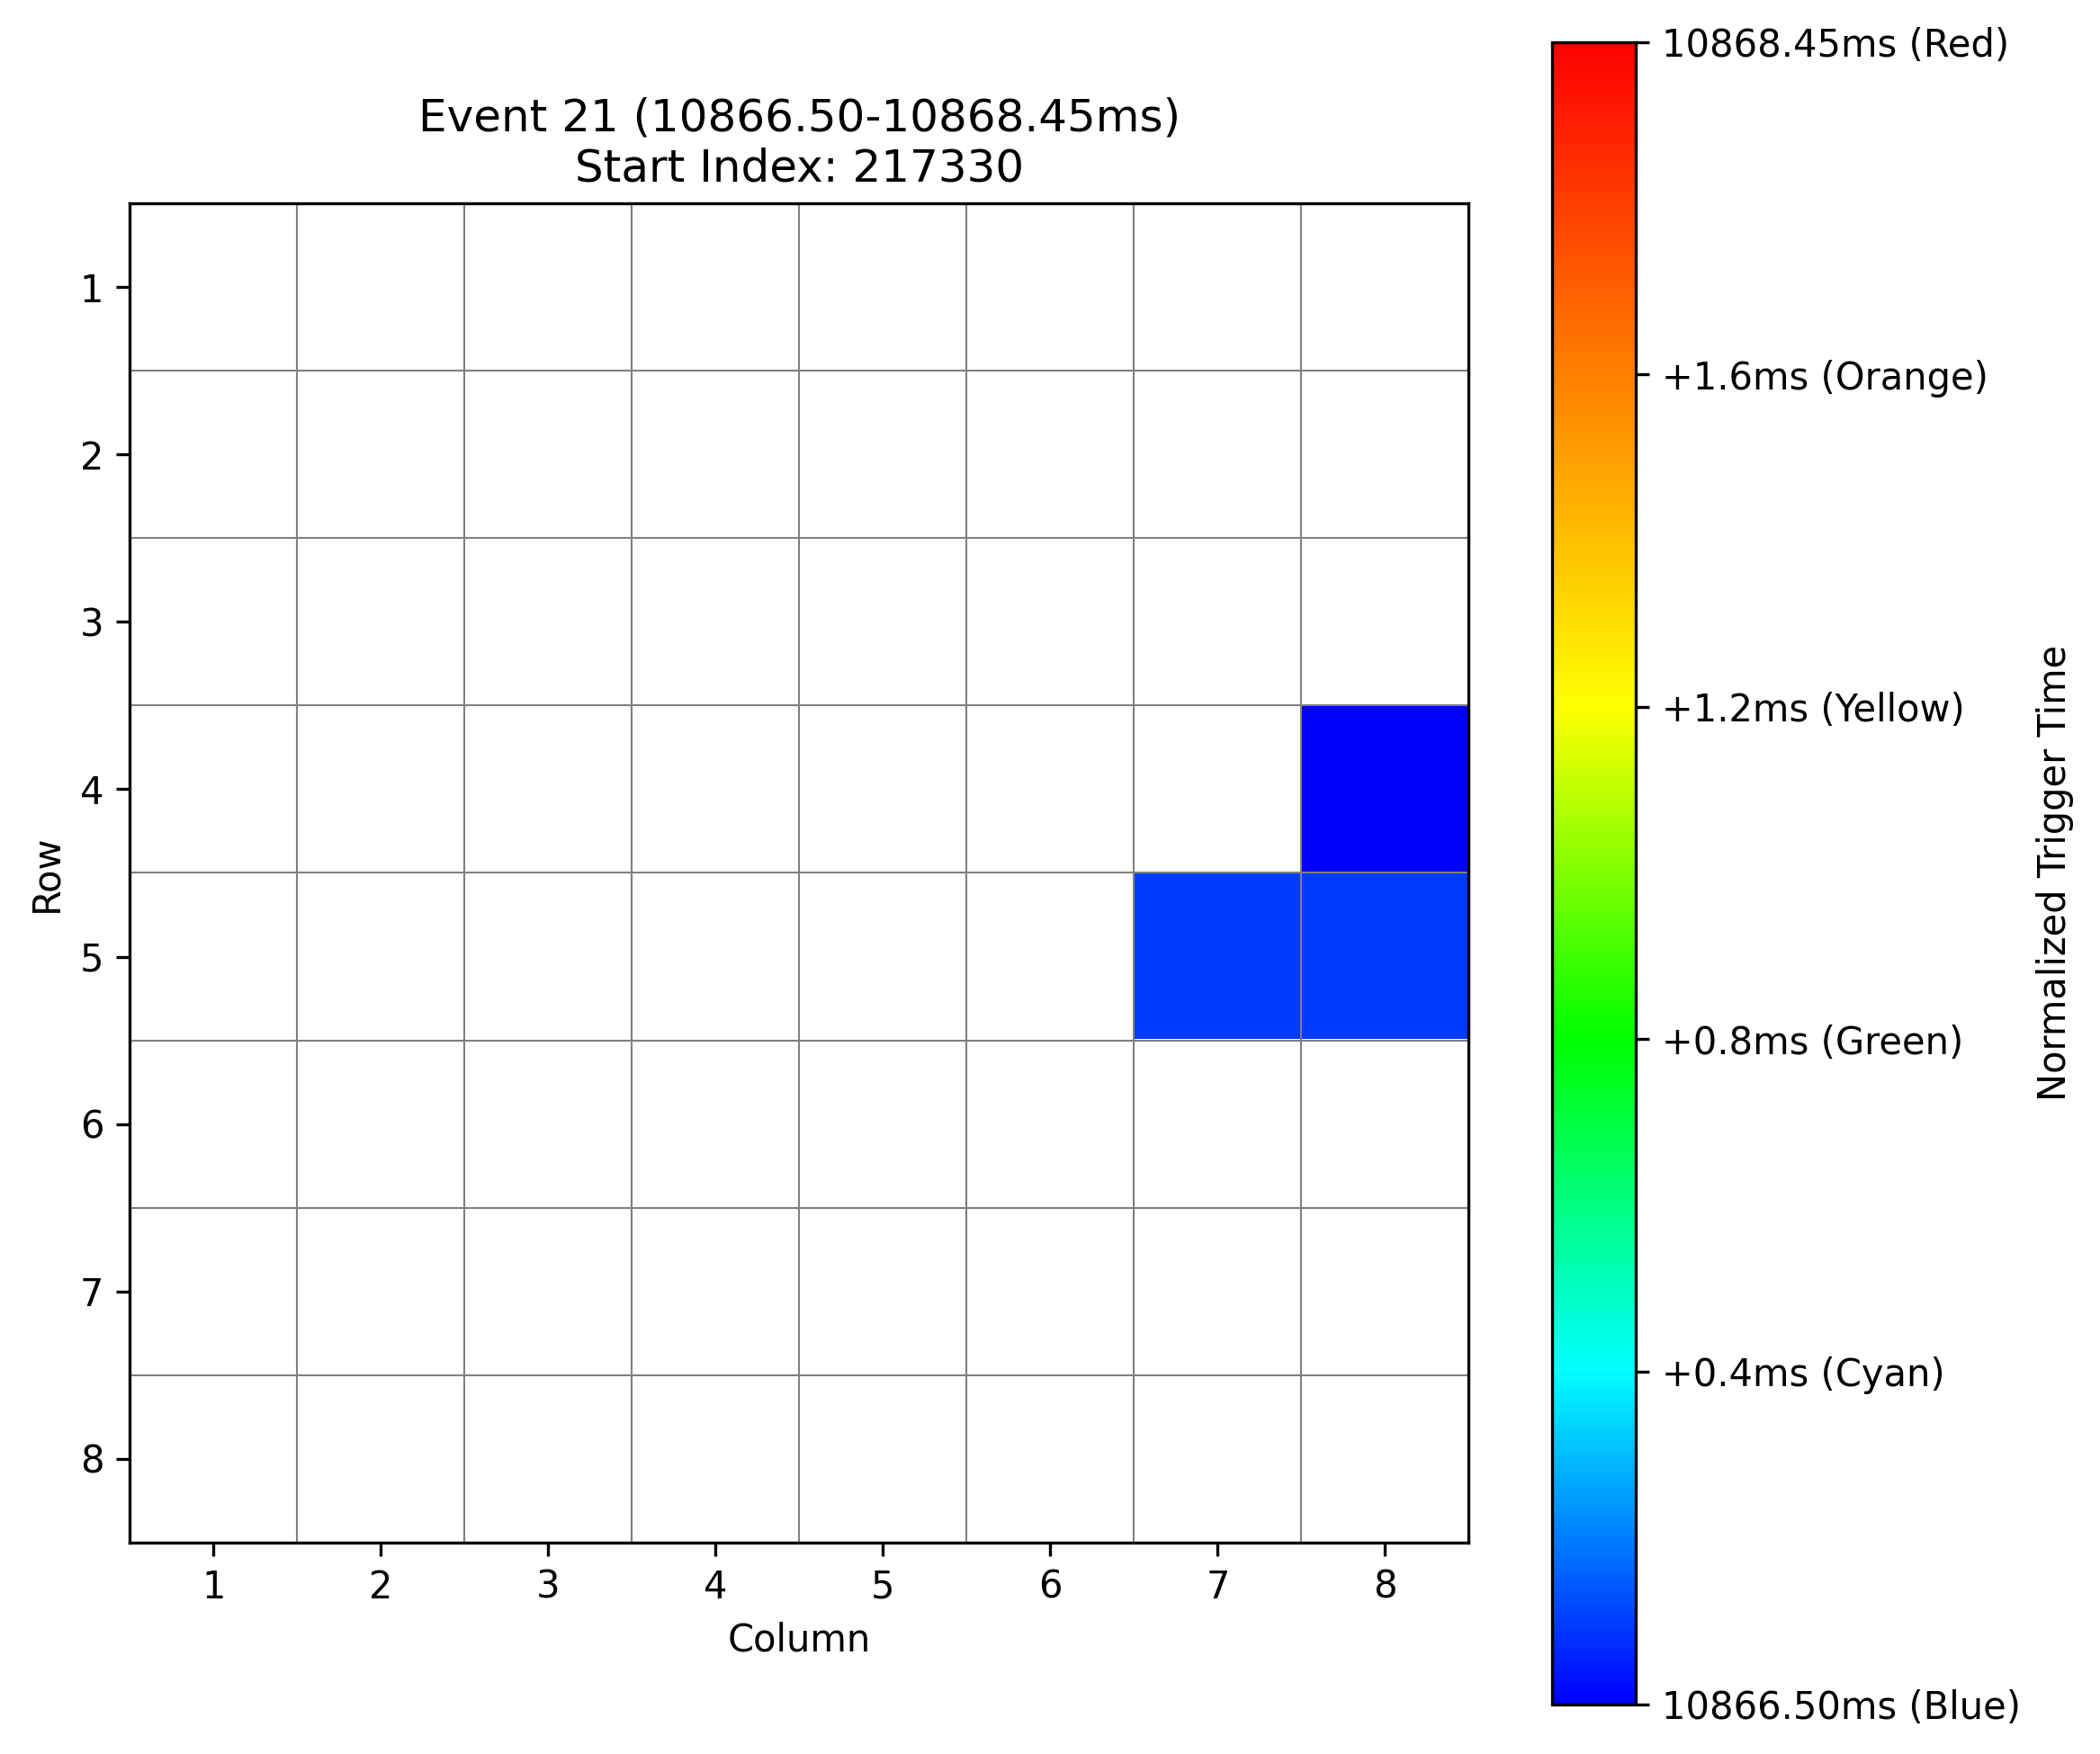 Event 21 (10866.50-10868.45ms)
Start Index: 217330
Row
1
2
3
4
5
6
7
8
1 2 3 4 5 6 7 8
Column
10868.45ms (Red)
+1.6ms (Orange)
+1.2ms (Yellow)
+0.8ms (Green)
+0.4ms (Cyan)
10866.50ms (Blue)
Normalized Trigger Time